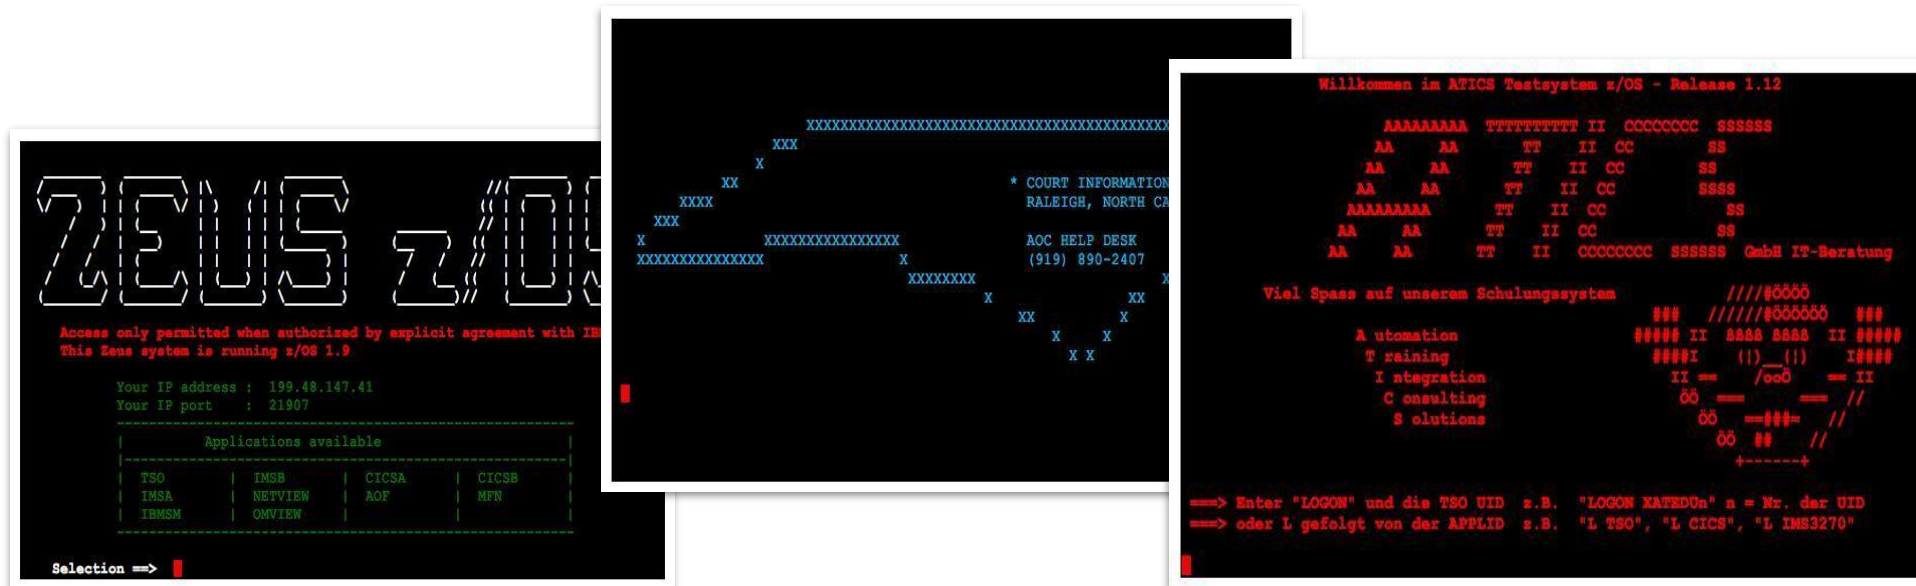 ZEUS z/OS
Access only permitted when authorized by explicit agreement with IB
This Zeus system is running z/OS 1.9
Your IP address : 199.48.147.41
Your IP port : 21907
Applications available
TSO | IMSB | CICSA | CICSB
IMSA | NETVIEW | AOF | MFN
IBMSM | OMVIEW | |
Selection ==>
* COURT INFORMATION
RALEIGH, NORTH CA
AOC HELP DESK
(919) 890-2407
Willkommen im ATICS Testsystem z/OS - Release 1.12
ATICS
GmbH IT-Beratung
Viel Spass auf unserem Schulungssystem
A utomation
T raining
I ntegration
C onsulting
S olutions
===> Enter "LOGON" und die TSO UID z.B. "LOGON XATEDUn" n = Nr. der UID
===> oder L gefolgt von der APPLID z.B. "L TSO", "L CICS", "L IMS3270"